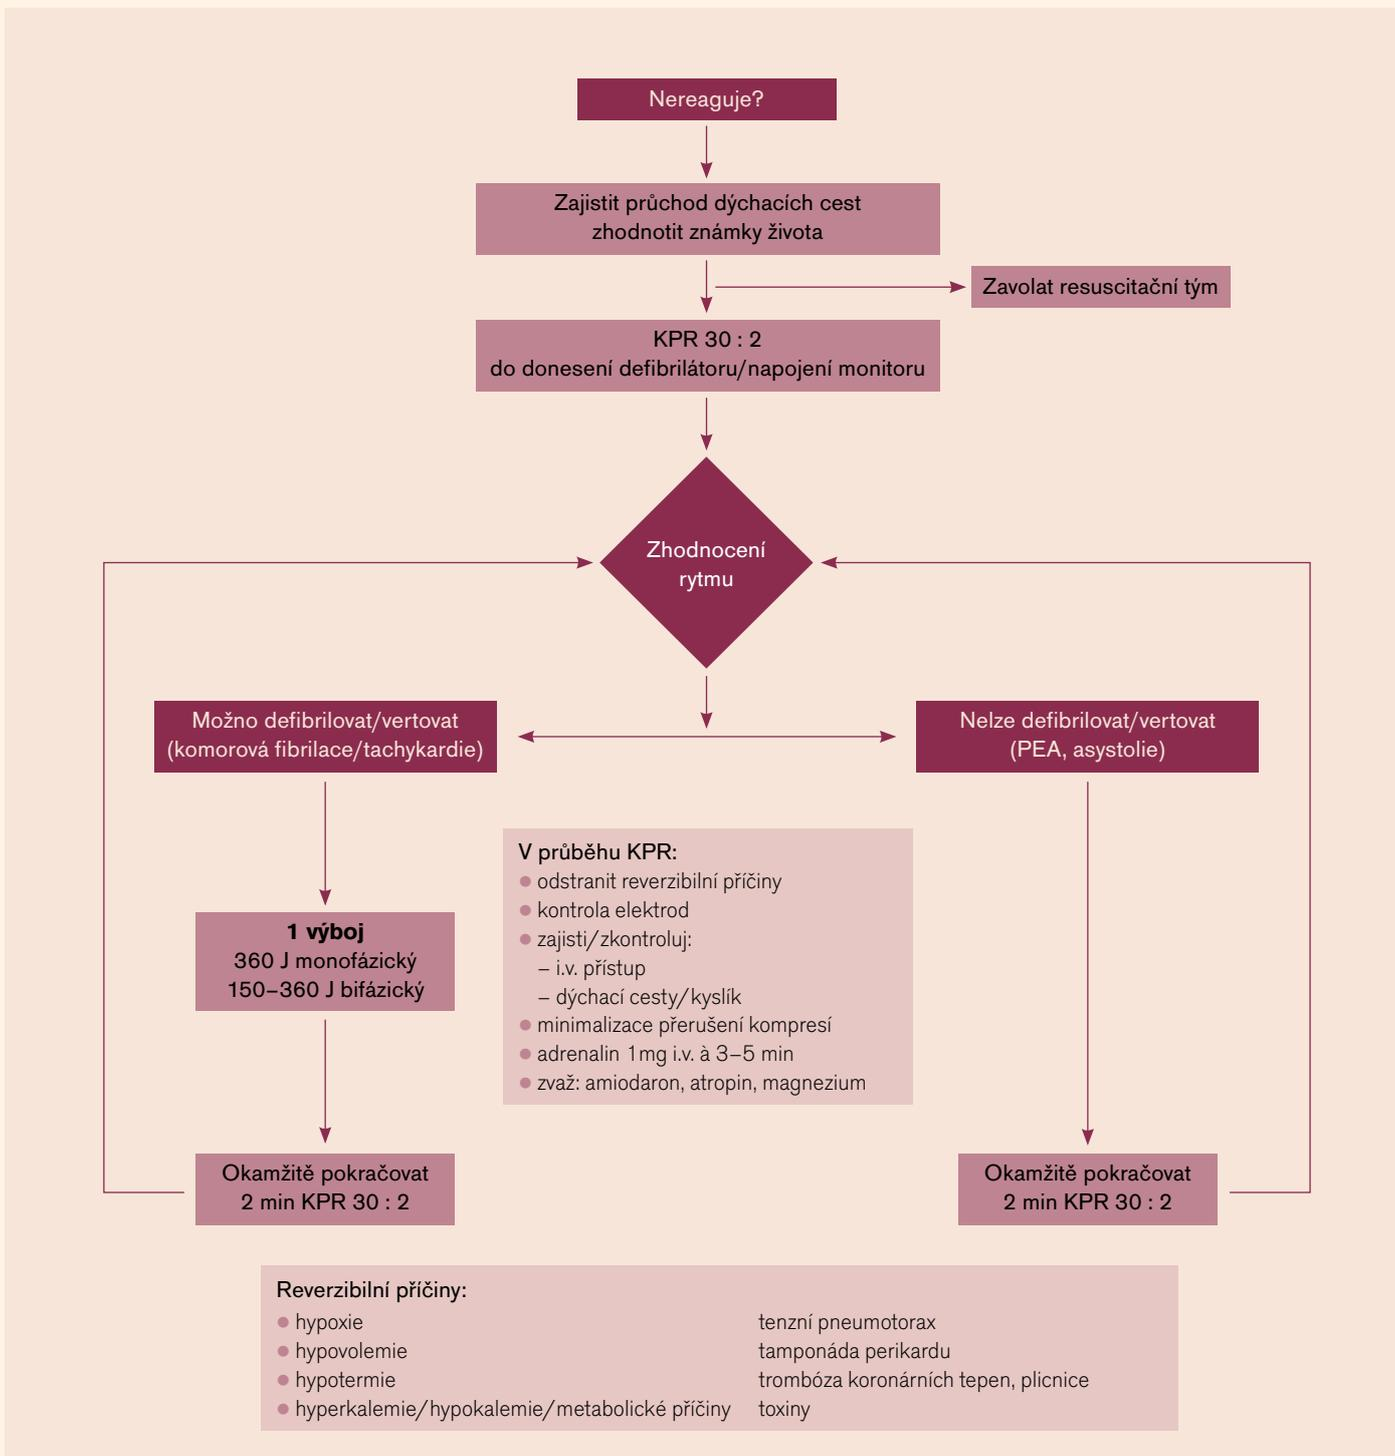 Nereaguje?
Zajistit průchod dýchacích cest
zhodnotit známky života
Zavolat resuscitační tým
KPR 30 : 2
do donesení defibrilátoru/napojení monitoru
Zhodnocení
rytmu
Možno defibrilovat/vertovat
(komorová fibrilace/tachykardie)
Nelze defibrilovat/vertovat
(PEA, asystolie)
1 výboj
360 J monofázický
150–360 J bifázický
V průběhu KPR:
● odstranit reverzibilní příčiny
● kontrola elektrod
● zajisti/zkontroluj:
– i.v. přístup
– dýchací cesty/kyslík
● minimalizace přerušení kompresí
● adrenalin 1mg i.v. à 3–5 min
● zvaž: amiodaron, atropin, magnezium
Okamžitě pokračovat
2 min KPR 30 : 2
Okamžitě pokračovat
2 min KPR 30 : 2
Reverzibilní příčiny:
● hypoxie
● hypovolemie
● hypotermie
● hyperkalemie/hypokalemie/metabolické příčiny
tenzní pneumotorax
tamponáda perikardu
trombóza koronárních tepen, plicnice
toxiny